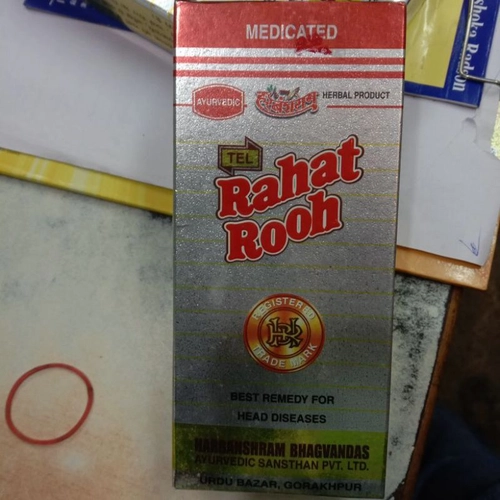 MEDICATED
AYURVEDIC
HERBAL PRODUCT
TEL
Rahat
Rooh
REGISTERED
TRADE MARK
BEST REMEDY FOR
HEAD DISEASES
HARBANSHRAM BHAGVANDAS
AYURVEDIC SANSTHAN PVT. LTD.
URDU BAZAR, GORAKHPUR